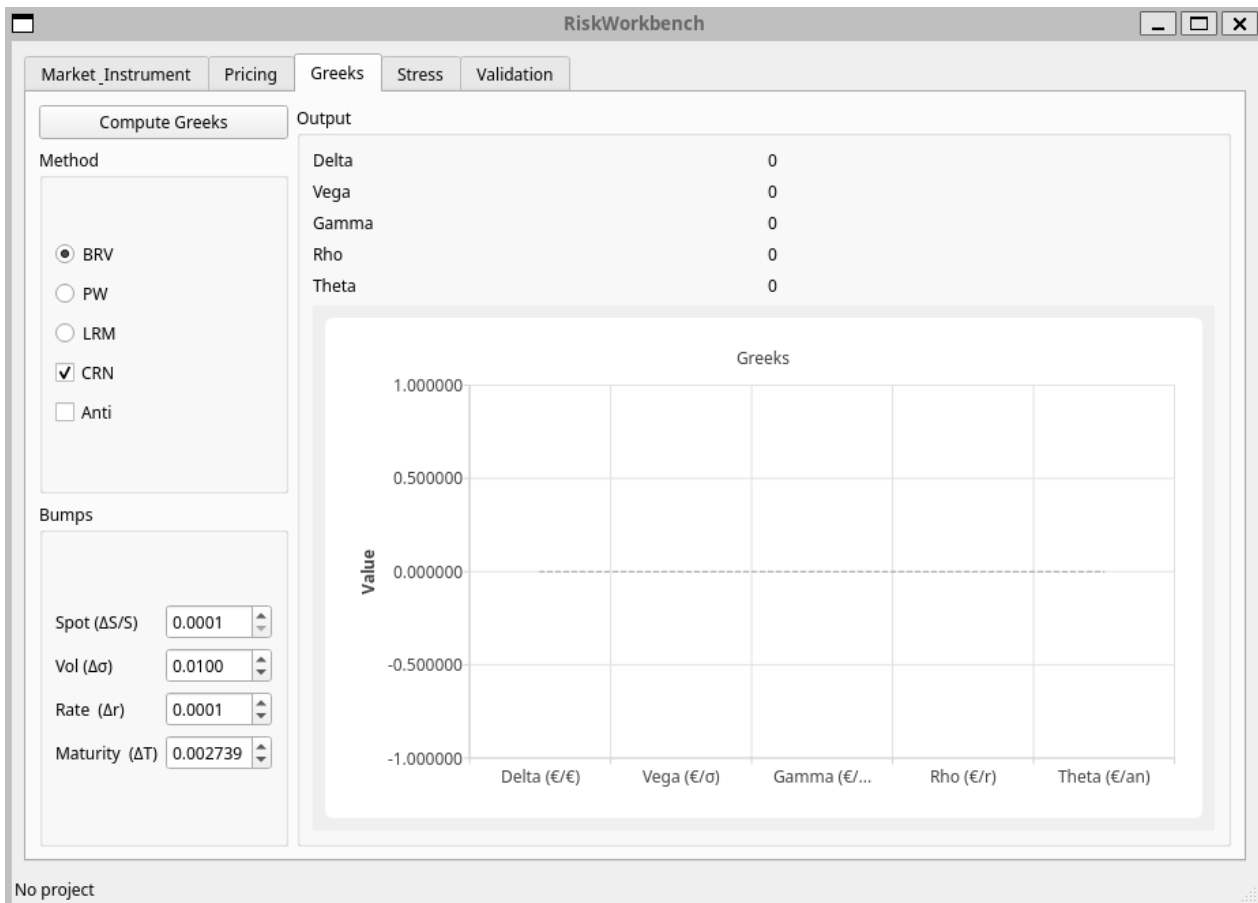 RiskWorkbench
Market_Instrument Pricing Greeks Stress Validation
Compute Greeks
Method
BRV
PW
LRM
CRN
Anti
Bumps
Spot (ΔS/S) 0.0001
Vol (Δσ) 0.0100
Rate (Δr) 0.0001
Maturity (ΔT) 0.002739
Output
Delta 0
Vega 0
Gamma 0
Rho 0
Theta 0
Greeks
Value
1.000000
0.500000
0.000000
-0.500000
-1.000000
Delta (€/€) Vega (€/σ) Gamma (€/... Rho (€/r) Theta (€/an)
No project